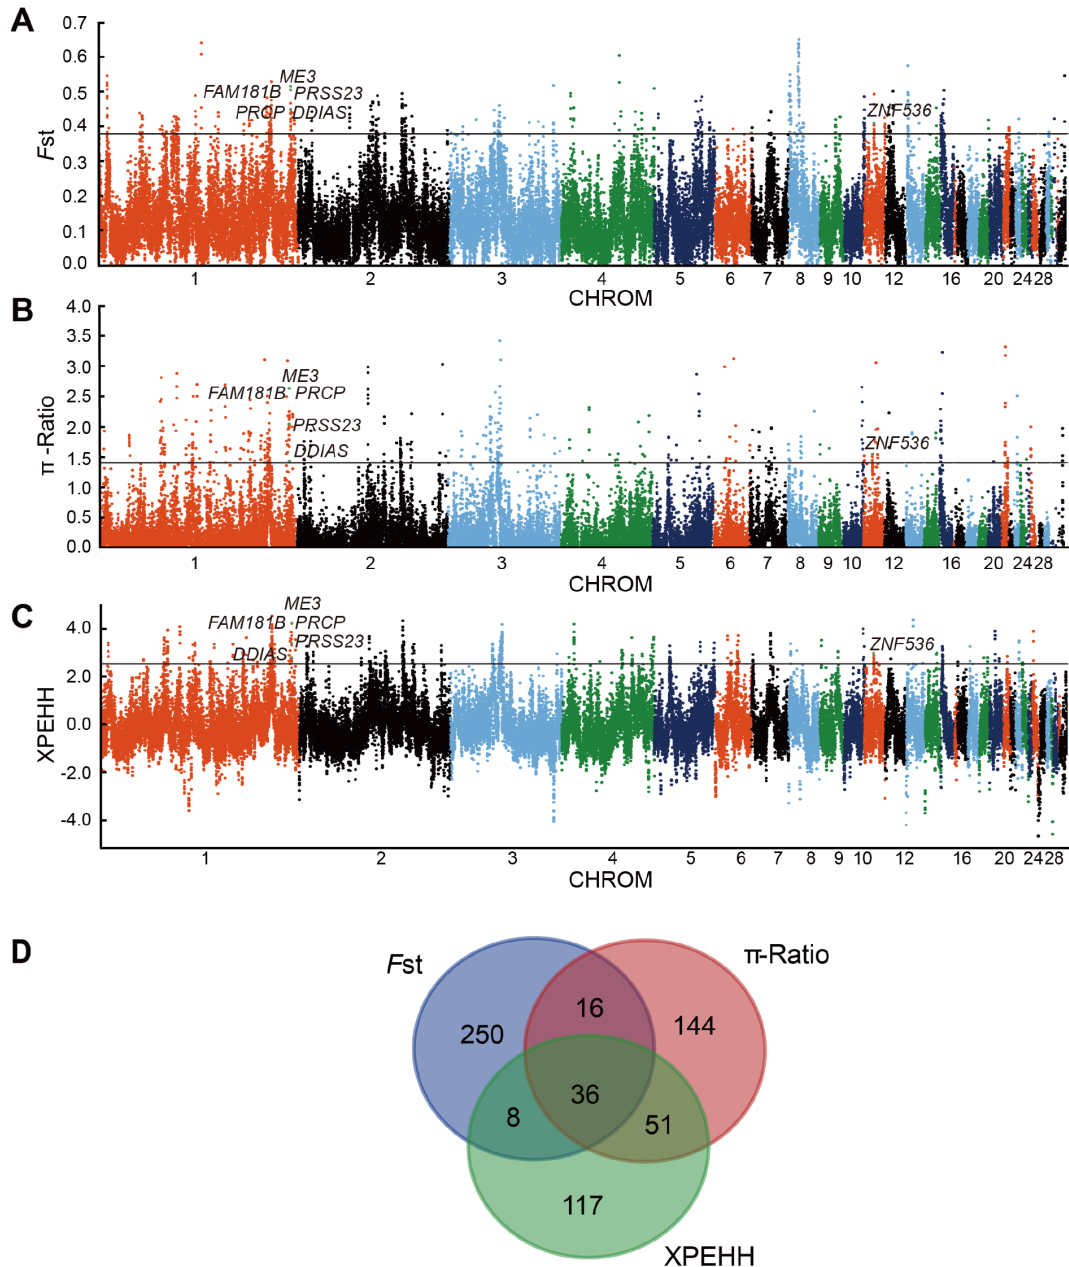 A
0.7
0.6
0.5
0.4
0.3
0.2
0.1
0.0
Fst
ME3
FAM181B PRSS23
PRCP DDIAS
ZNF536
1 2 3 4 5 6 7 8 9 10 12 16 20 24 28
CHROM
B
4.0
3.5
3.0
2.5
2.0
1.5
1.0
0.5
0.0
π -Ratio
ME3
FAM181B PRCP
PRSS23
DDIAS
ZNF536
1 2 3 4 5 6 7 8 9 10 12 16 20 24 28
CHROM
C
4.0
2.0
0.0
-2.0
-4.0
XPEHH
ME3
FAM181B PRCP
PRSS23
DDIAS
ZNF536
1 2 3 4 5 6 7 8 9 10 12 16 20 24 28
CHROM
D
Fst
π-Ratio
250
16
144
36
8
51
117
XPEHH